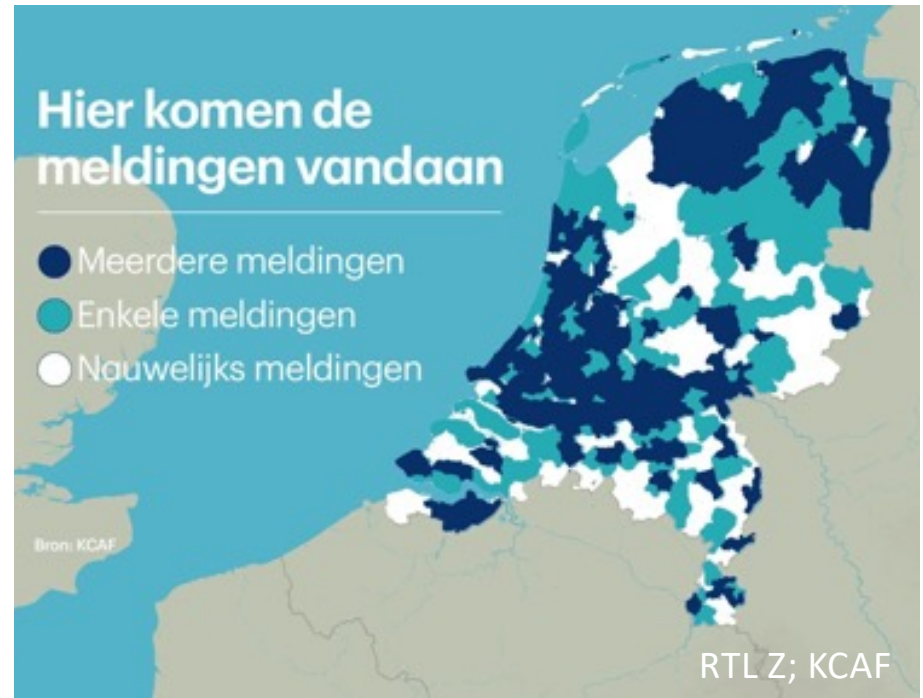 Hier komen de
meldingen vandaan
Meerdere meldingen
Enkele meldingen
Nauwelijks meldingen
Bron: KCAF
RTL Z; KCAF